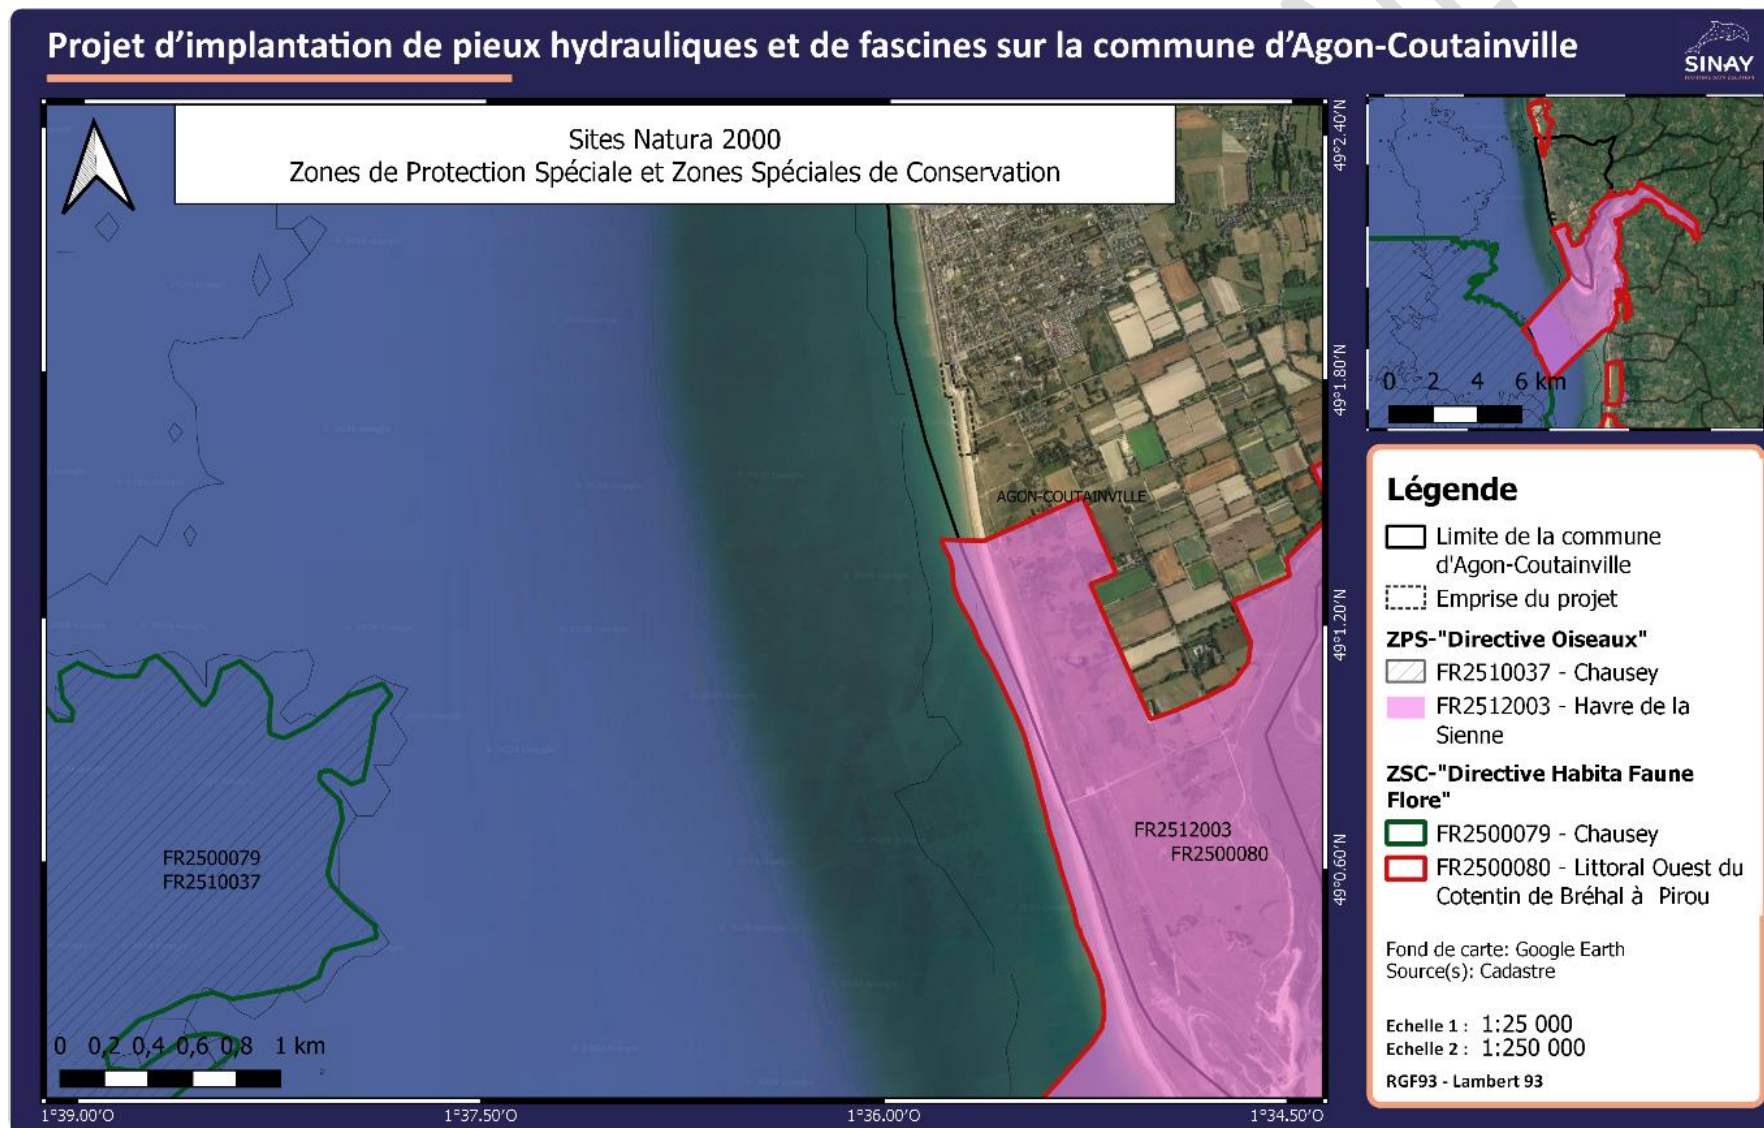 Projet d'implantation de pieux hydrauliques et de fascines sur la commune d'Agon-Coutainville
SINAY
Sites Natura 2000
Zones de Protection Spéciale et Zones Spéciales de Conservation
49°2.40'N
49°1.80'N
49°1.20'N
49°0.60'N
AGON-COUTAINVILLE
FR2512003
FR2500080
FR2500079
FR2510037
0 0,2 0,4 0,6 0,8 1 km
1°39.00'O
1°37.50'O
1°36.00'O
1°34.50'O
0 2 4 6 km
Légende
Limite de la commune
d'Agon-Coutainville
Emprise du projet
ZPS-"Directive Oiseaux"
FR2510037 - Chausey
FR2512003 - Havre de la
Sienne
ZSC-"Directive Habita Faune
Flore"
FR2500079 - Chausey
FR2500080 - Littoral Ouest du
Cotentin de Bréhal à Pirou
Fond de carte: Google Earth
Source(s): Cadastre
Echelle 1 : 1:25 000
Echelle 2 : 1:250 000
RGF93 - Lambert 93